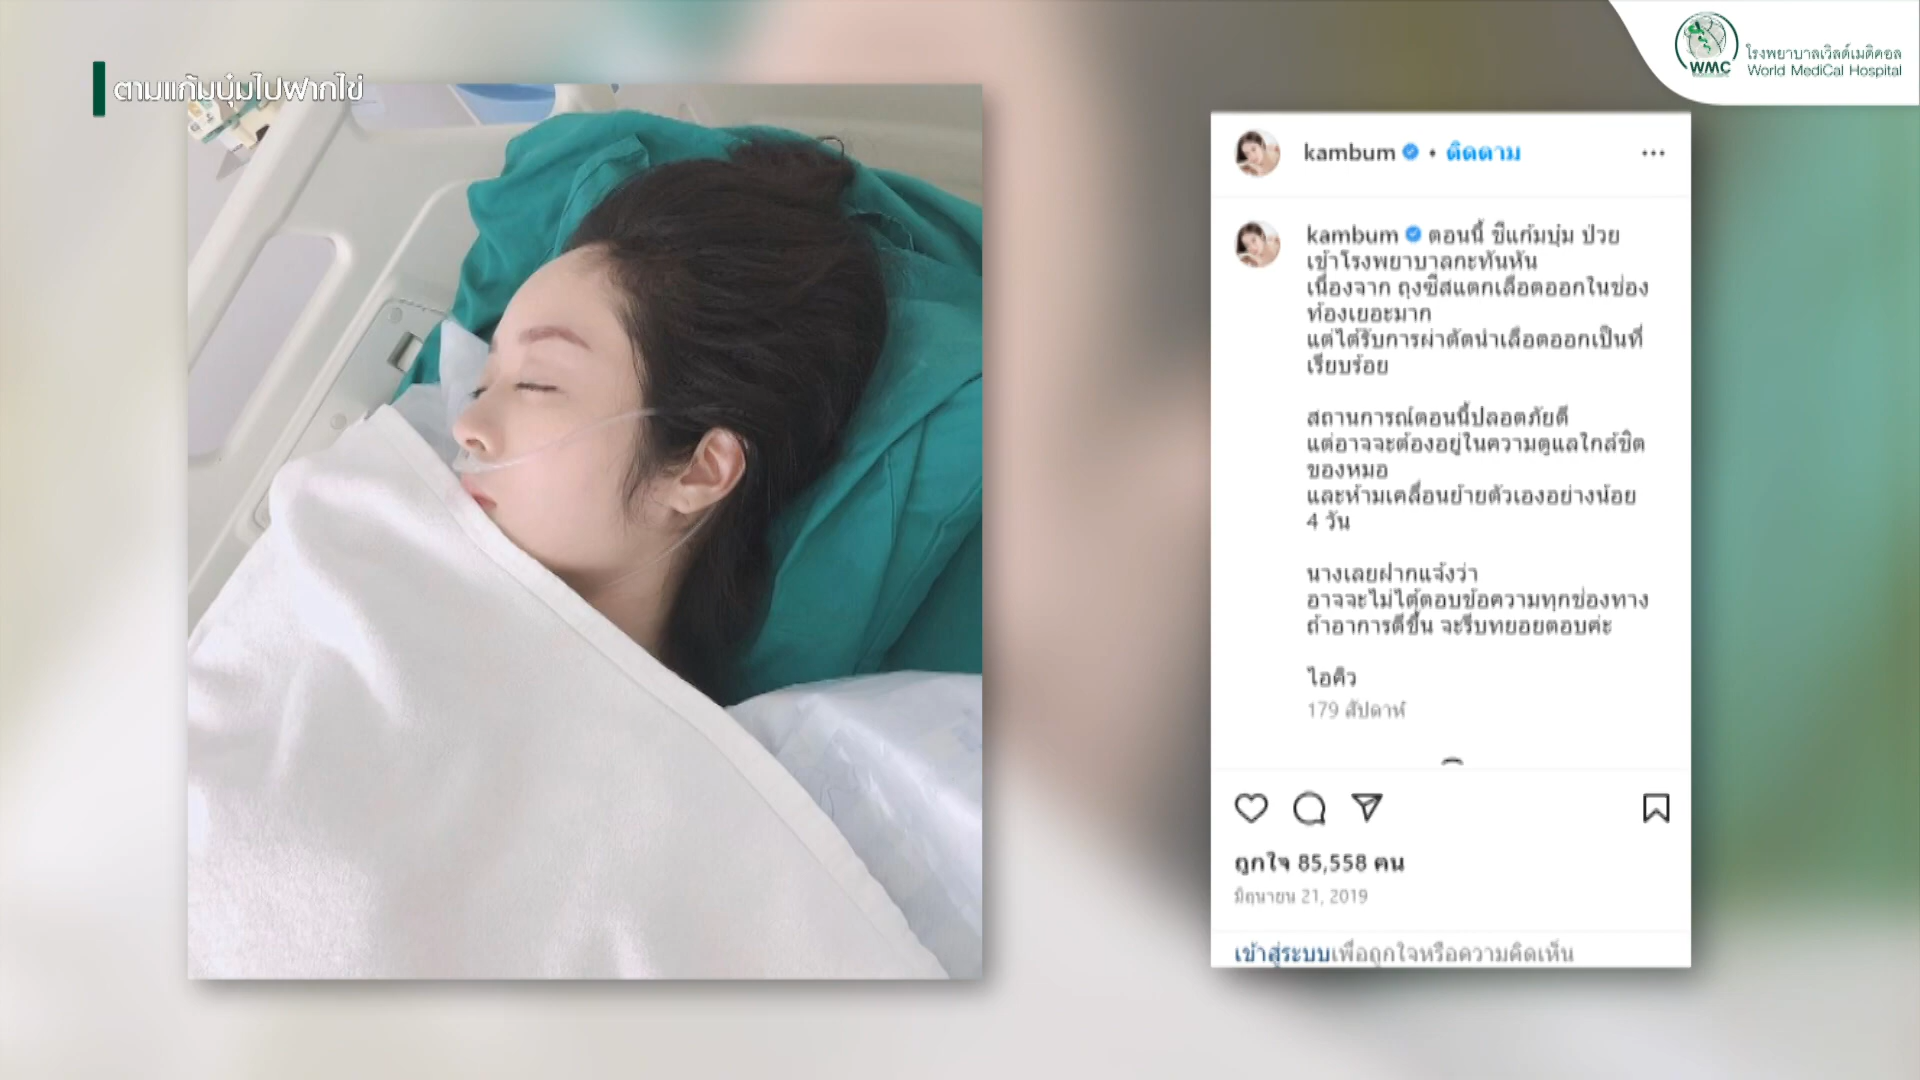 ตามแก้มบุ๋มไปฝากไข่
WMC
โรงพยาบาลเวิลด์เมดิคอล
World MediCal Hospital
kambum • ติดตาม
kambum ตอนนี้ ชีแก้มบุ๋ม ป่วย
เข้าโรงพยาบาลกะทันหัน
เนื่องจาก ถุงซีสแตกเลือดออกในช่อง
ท้องเยอะมาก
แต่ได้รับการผ่าตัดนำเลือดออกเป็นที่
เรียบร้อย
สถานการณ์ตอนนี้ปลอดภัยดี
แต่อาจจะต้องอยู่ในความดูแลใกล้ชิด
ของหมอ
และห้ามเคลื่อนย้ายตัวเองอย่างน้อย
4 วัน
นางเลยฝากแจ้งว่า
อาจจะไม่ได้ตอบข้อความทุกช่องทาง
ถ้าอาการดีขึ้น จะรีบทยอยตอบค่ะ
ไอคิว
179 สัปดาห์
ถูกใจ 85,558 คน
มิถุนายน 21, 2019
เข้าสู่ระบบเพื่อถูกใจหรือความคิดเห็น